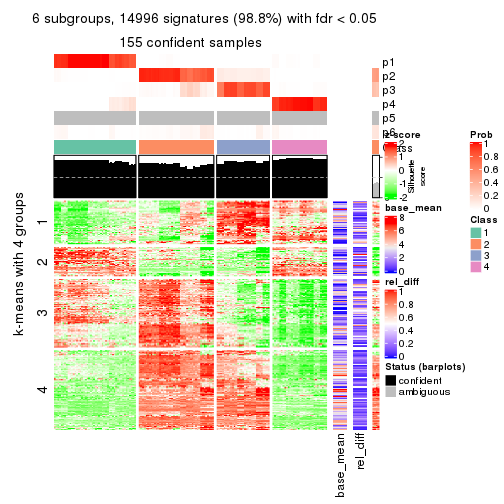 6 subgroups, 14996 signatures (98.8%) with fdr < 0.05
155 confident samples
p1
p2
p3
p4
p5
p6
Class
Silhouette
score
k-means with 4 groups
1
2
3
4
base_mean
rel_diff
z-score
2
1
0
-1
-2
base_mean
8
6
4
2
0
rel_diff
1
0.8
0.6
0.4
0.2
0
Status (barplots)
confident
ambiguous
Prob
1
0.8
0.6
0.4
0.2
0
Class
1
2
3
4